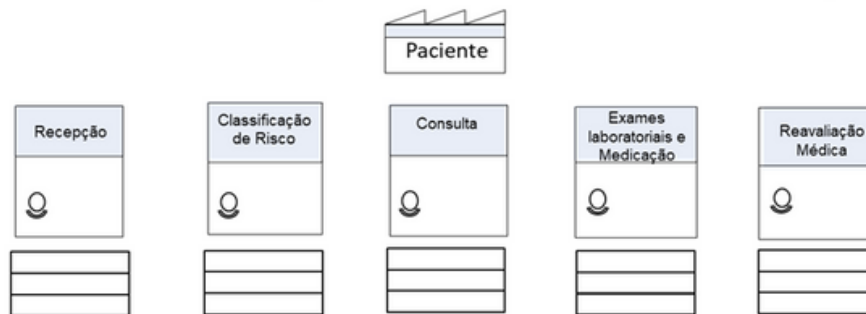 Paciente
Recepção
Classificação
de Risco
Consulta
Exames
laboratoriais e
Medicação
Reavaliação
Médica